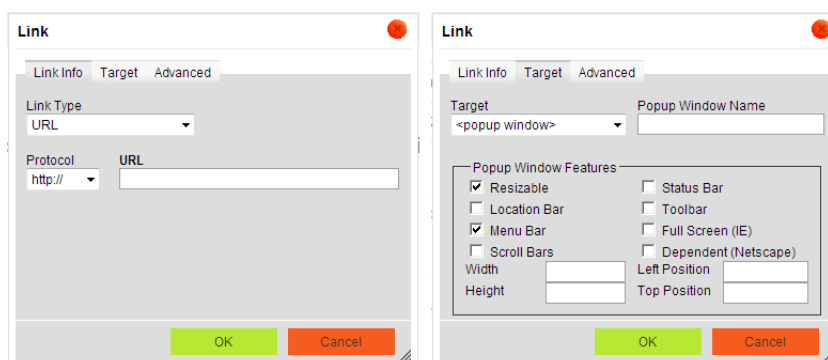 Link
Link Info Target Advanced
Link Type
URL
Protocol URL
http://
OK Cancel
Link
Link Info Target Advanced
Target Popup Window Name
<popup window>
Popup Window Features
Resizable Status Bar
Location Bar Toolbar
Menu Bar Full Screen (IE)
Scroll Bars Dependent (Netscape)
Width Left Position
Height Top Position
OK Cancel